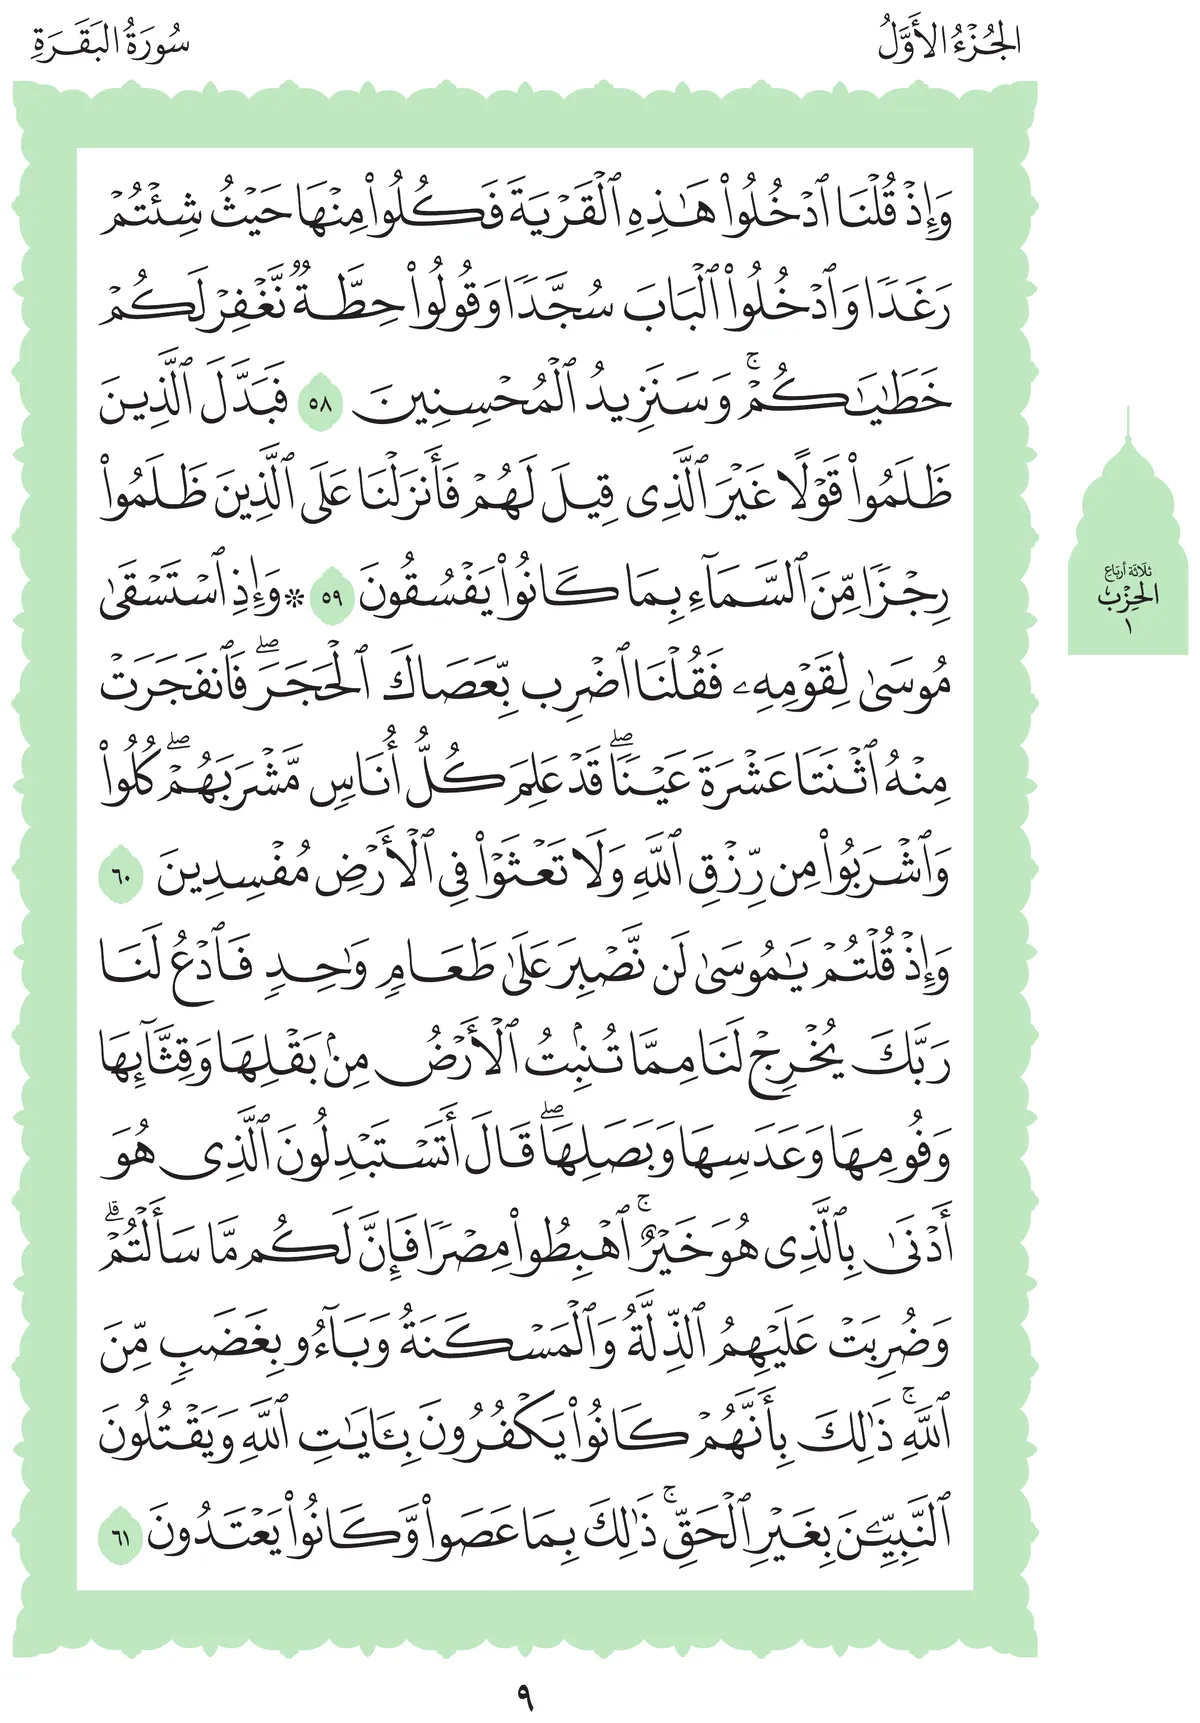 الجُزْءُ الأَوَّلُ
سُورَةُ البَقَرَةِ
وَإِذۡ قُلۡنَا ٱدۡخُلُواْ هَٰذِهِ ٱلۡقَرۡيَةَ فَكُلُواْ مِنۡهَا حَيۡثُ شِئۡتُمۡ
رَغَدٗا وَٱدۡخُلُواْ ٱلۡبَابَ سُجَّدٗا وَقُولُواْ حِطَّةٞ نَّغۡفِرۡ لَكُمۡ
خَطَٰيَٰكُمۡۚ وَسَنَزِيدُ ٱلۡمُحۡسِنِينَ ٥٨ فَبَدَّلَ ٱلَّذِينَ
ظَلَمُواْ قَوۡلًا غَيۡرَ ٱلَّذِي قِيلَ لَهُمۡ فَأَنزَلۡنَا عَلَى ٱلَّذِينَ ظَلَمُواْ
رِجۡزٗا مِّنَ ٱلسَّمَآءِ بِمَا كَانُواْ يَفۡسُقُونَ ٥٩ ۞ وَإِذِ ٱسۡتَسۡقَىٰ
مُوسَىٰ لِقَوۡمِهِۦ فَقُلۡنَا ٱضۡرِب بِّعَصَاكَ ٱلۡحَجَرَۖ فَٱنفَجَرَتۡ
مِنۡهُ ٱثۡنَتَا عَشۡرَةَ عَيۡنٗاۖ قَدۡ عَلِمَ كُلُّ أُنَاسٖ مَّشۡرَبَهُمۡۖ كُلُواْ
وَٱشۡرَبُواْ مِن رِّزۡقِ ٱللَّهِ وَلَا تَعۡثَوۡاْ فِي ٱلۡأَرۡضِ مُفۡسِدِينَ ٦٠
وَإِذۡ قُلۡتُمۡ يَٰمُوسَىٰ لَن نَّصۡبِرَ عَلَىٰ طَعَامٖ وَٰحِدٖ فَٱدۡعُ لَنَا
رَبَّكَ يُخۡرِجۡ لَنَا مِمَّا تُنۢبِتُ ٱلۡأَرۡضُ مِنۢ بَقۡلِهَا وَقِثَّآئِهَا
وَفُومِهَا وَعَدَسِهَا وَبَصَلِهَاۖ قَالَ أَتَسۡتَبۡدِلُونَ ٱلَّذِي هُوَ
أَدۡنَىٰ بِٱلَّذِي هُوَ خَيۡرٌۚ ٱهۡبِطُواْ مِصۡرٗا فَإِنَّ لَكُم مَّا سَأَلۡتُمۡۗ
وَضُرِبَتۡ عَلَيۡهِمُ ٱلذِّلَّةُ وَٱلۡمَسۡكَنَةُ وَبَآءُو بِغَضَبٖ مِّنَ
ٱللَّهِۚ ذَٰلِكَ بِأَنَّهُمۡ كَانُواْ يَكۡفُرُونَ بِـَٔايَٰتِ ٱللَّهِ وَيَقۡتُلُونَ
ٱلنَّبِيِّـۧنَ بِغَيۡرِ ٱلۡحَقِّۚ ذَٰلِكَ بِمَا عَصَواْ وَّكَانُواْ يَعۡتَدُونَ ٦١
ثلاثة أرباع
الحِزْب
١
٩